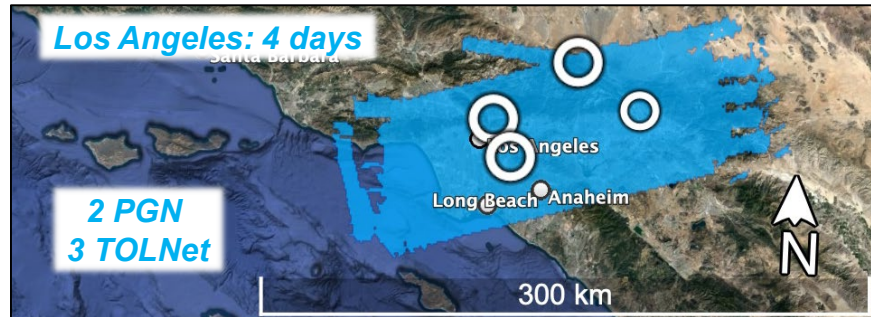 Los Angeles: 4 days
Santa Barbara
Los Angeles
Long Beach
Anaheim
2 PGN
3 TOLNet
N
300 km